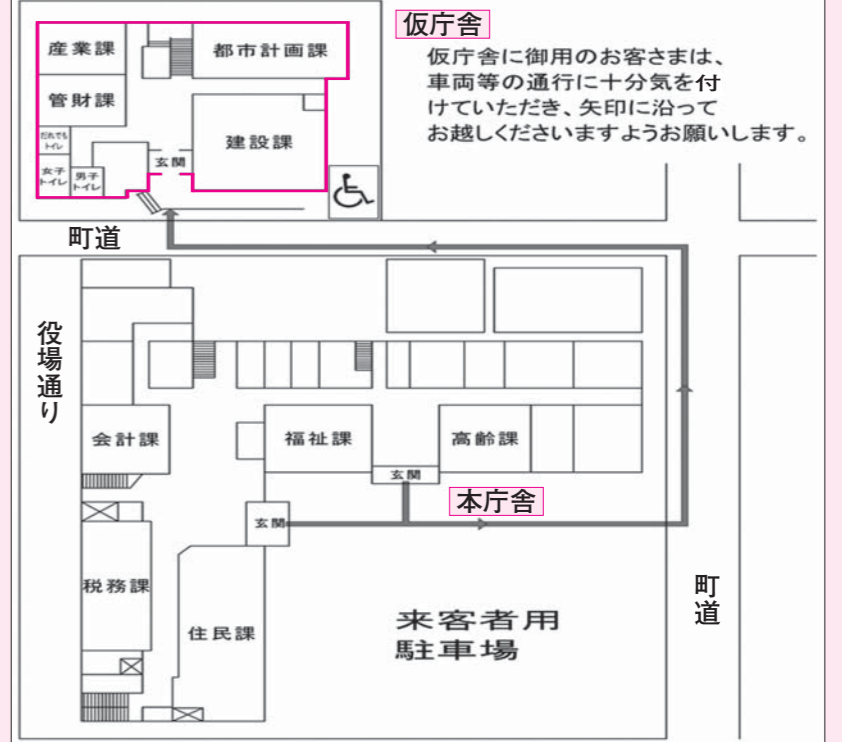 仮庁舎
仮庁舎に御用のお客さまは、
車両等の通行に十分気を付
けていただき、矢印に沿って
お越しくださいますようお願いします。
産業課
都市計画課
管財課
建設課
だれでも
トイレ
女子
トイレ
男子
トイレ
玄関
町道
役場通り
会計課
福祉課
高齢課
玄関
本庁舎
玄関
税務課
住民課
来客者用
駐車場
町道